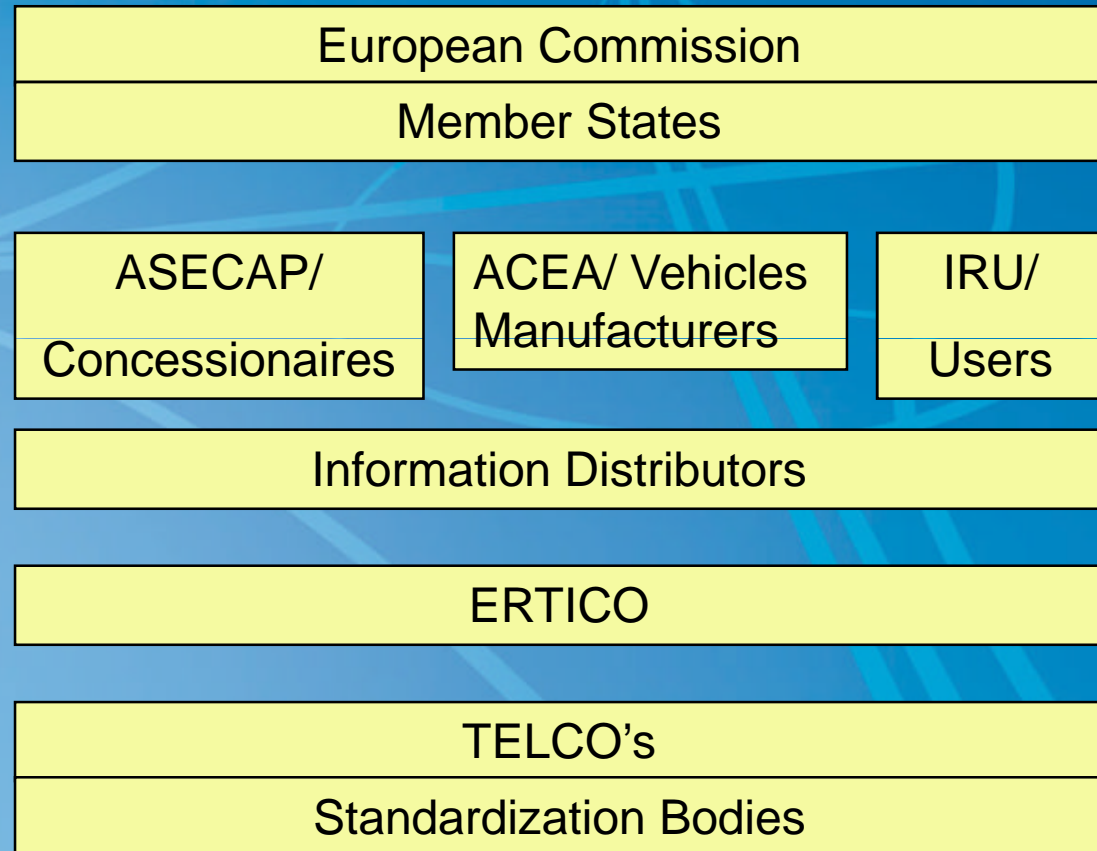 European Commission
Member States
ASECAP/
Concessionaires
ACEA/ Vehicles
Manufacturers
IRU/
Users
Information Distributors
ERTICO
TELCO’s
Standardization Bodies